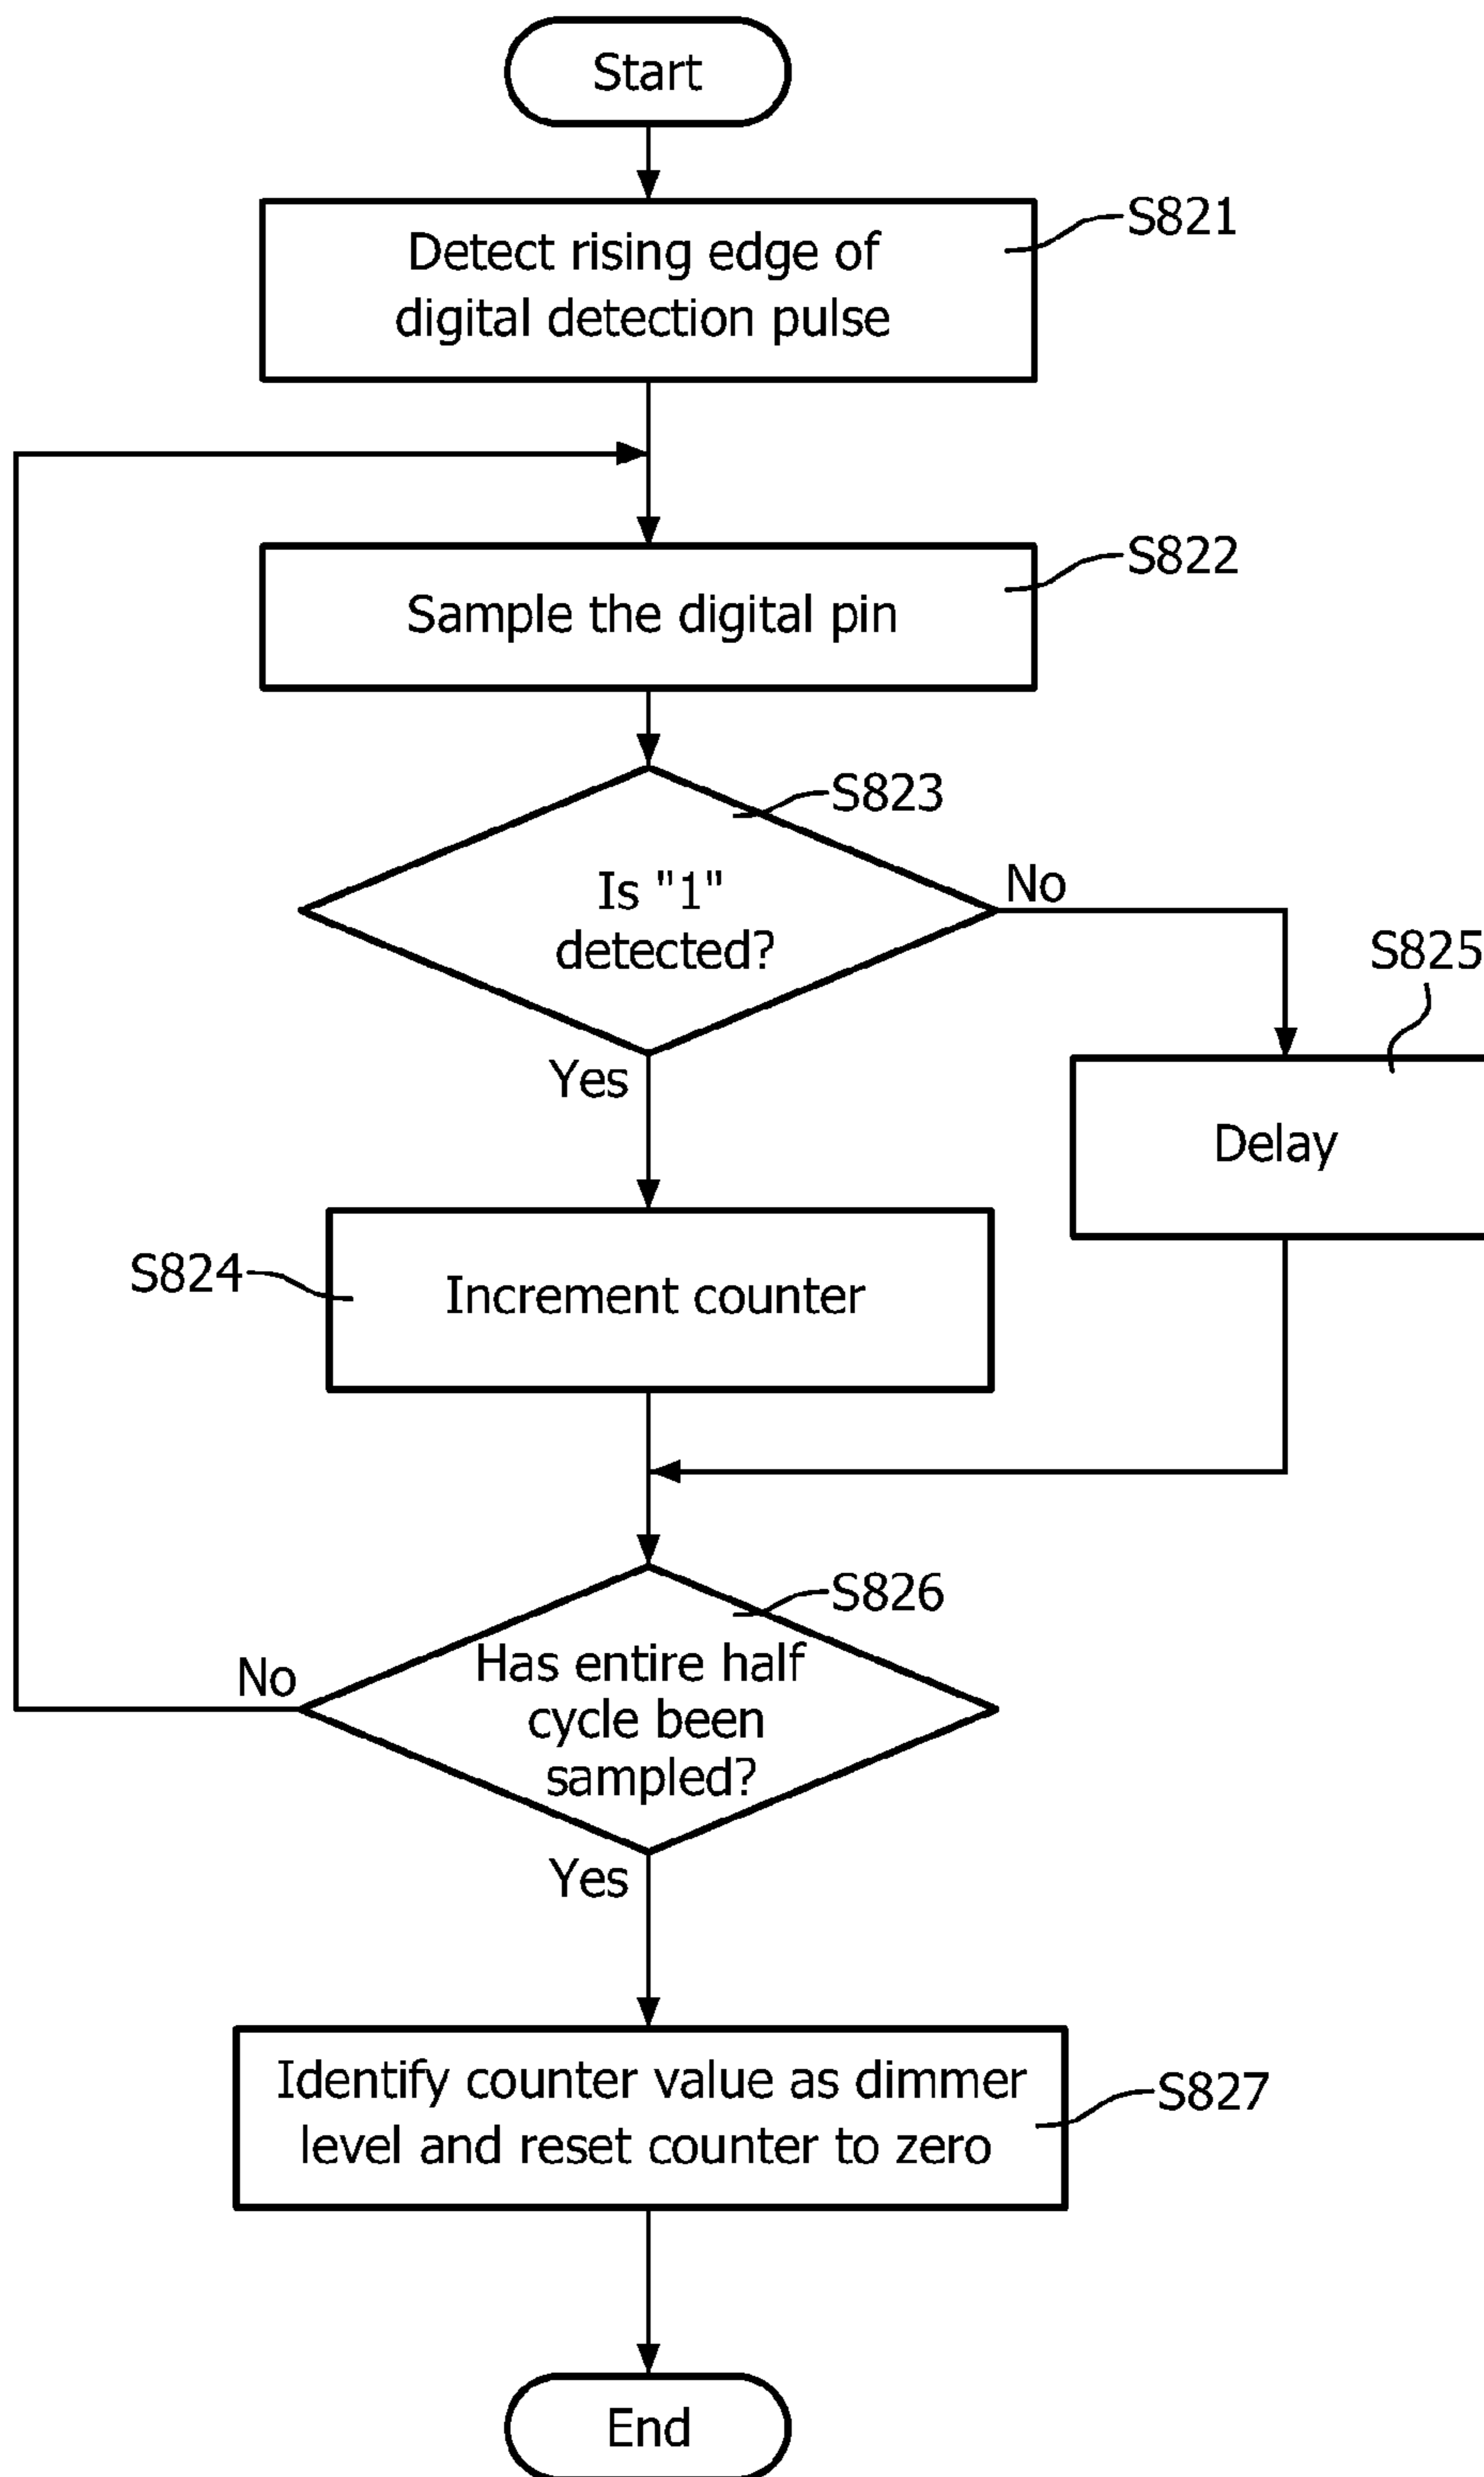 Start
S821
Detect rising edge of
digital detection pulse
S822
Sample the digital pin
S823
Is "1"
detected?
No
S825
Yes
Delay
S824
Increment counter
S826
Has entire half
cycle been
sampled?
No
Yes
Identify counter value as dimmer
level and reset counter to zero
S827
End